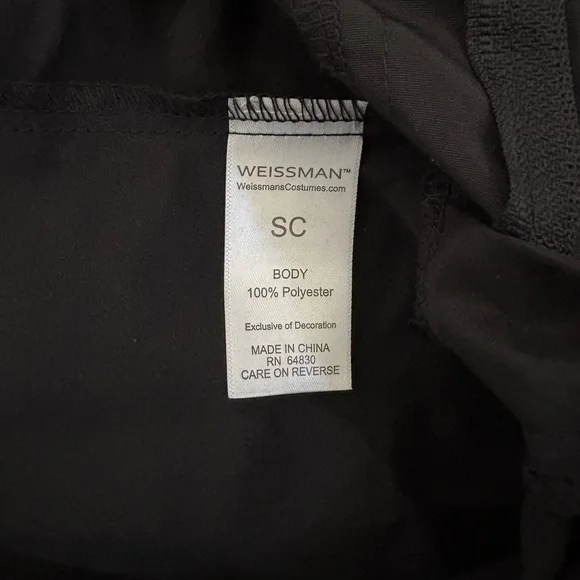 WEISSMAN™
WeissmansCostumes.com
SC
BODY
100% Polyester
Exclusive of Decoration
MADE IN CHINA
RN 64830
CARE ON REVERSE